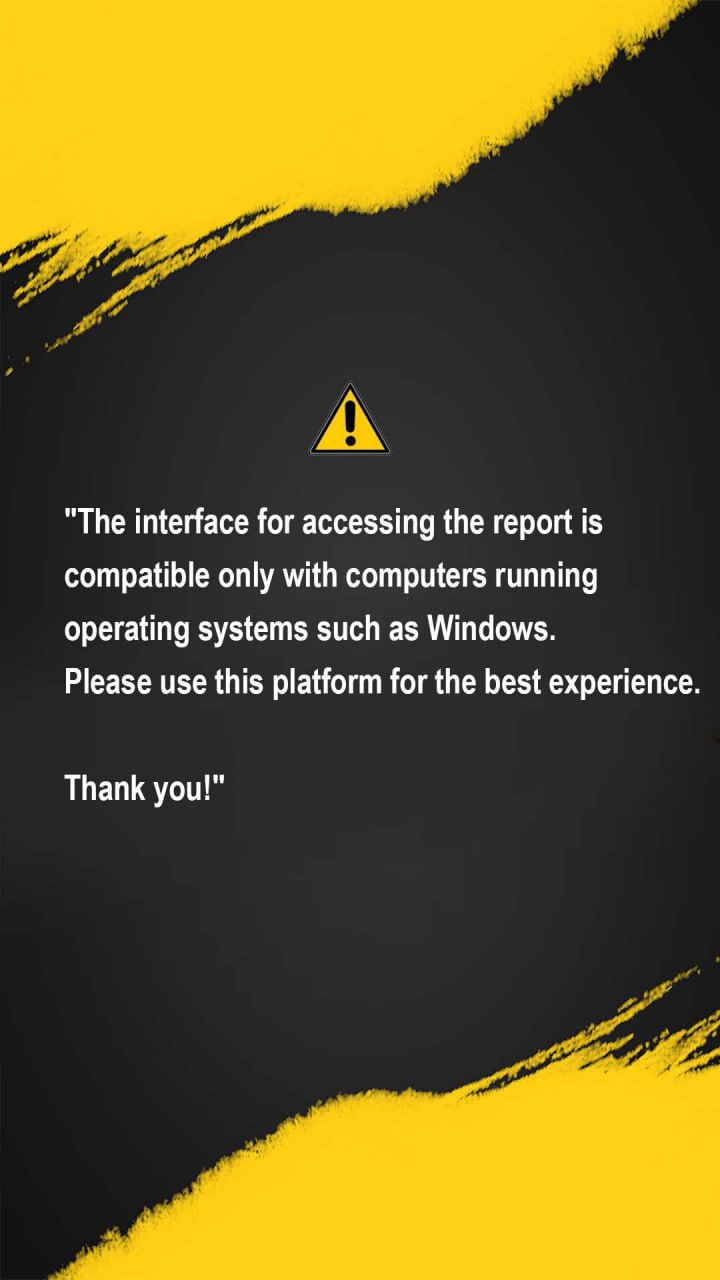 "The interface for accessing the report is
compatible only with computers running
operating systems such as Windows.
Please use this platform for the best experience.
Thank you!"